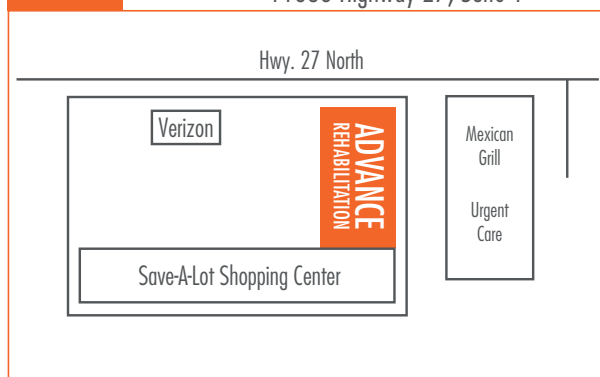 Hwy. 27 North
Verizon
ADVANCE
REHABILITATION
Mexican
Grill
Urgent
Care
Save-A-Lot Shopping Center